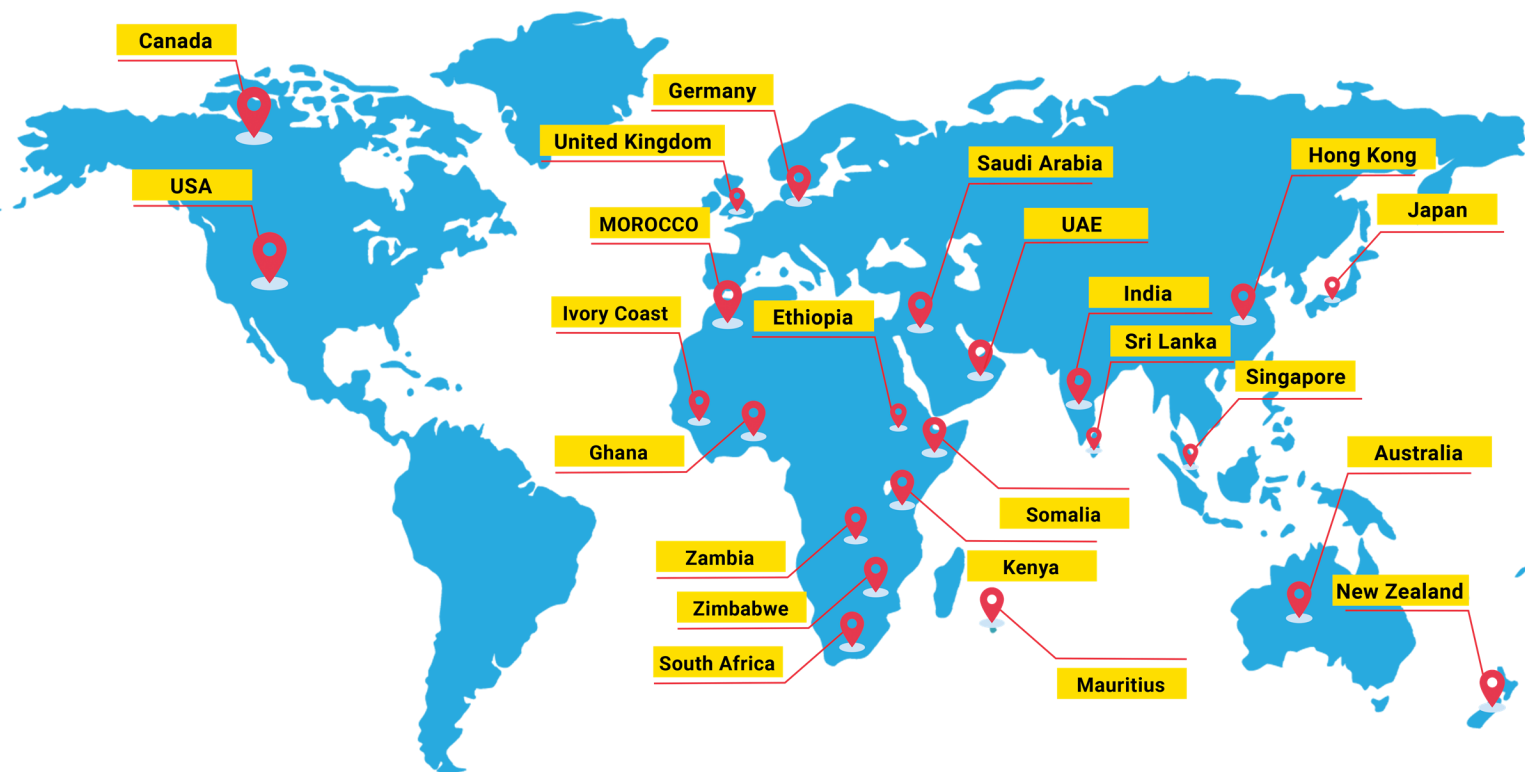 Canada
Germany
United Kingdom
Hong Kong
Saudi Arabia
USA
Japan
MOROCCO
UAE
India
Ivory Coast
Ethiopia
Sri Lanka
Singapore
Ghana
Australia
Somalia
Zambia
Kenya
New Zealand
Zimbabwe
South Africa
Mauritius